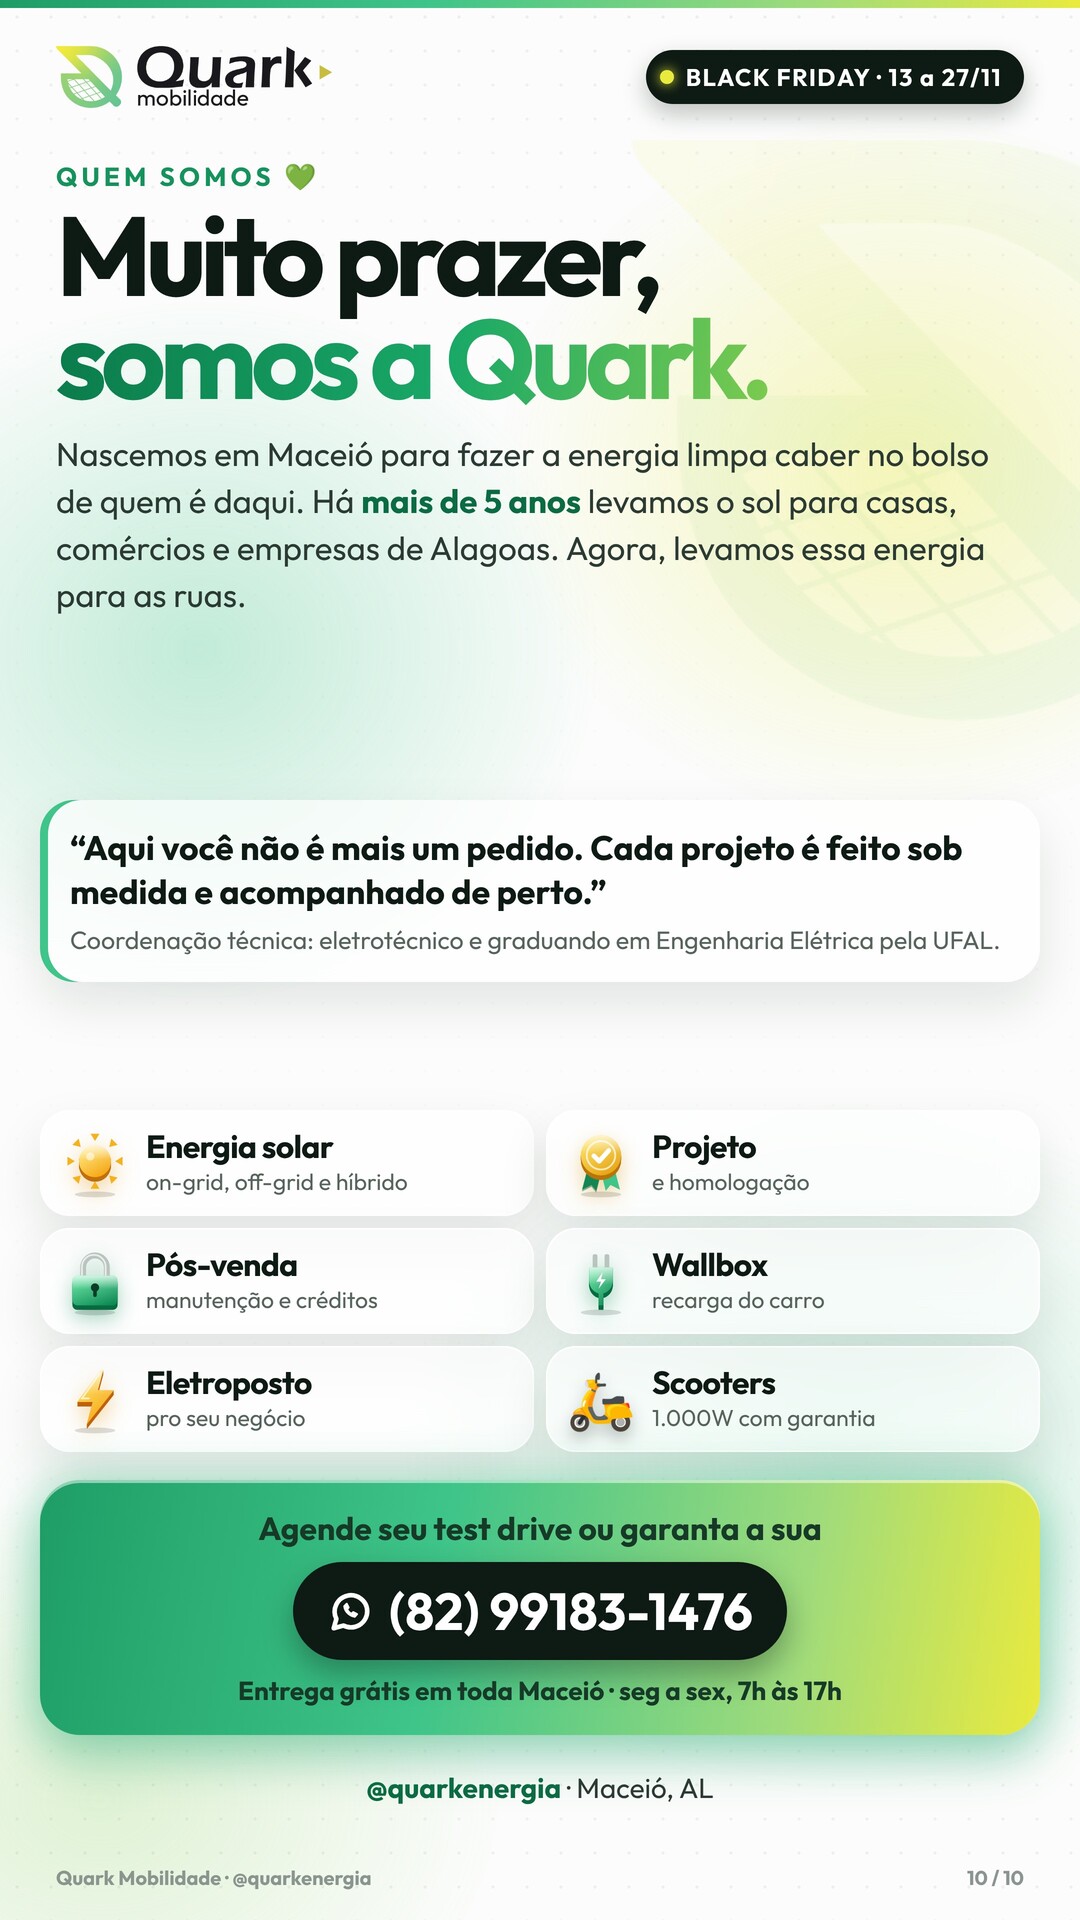 Quark
mobilidade
BLACK FRIDAY · 13 a 27/11
QUEM SOMOS 💚
Muito prazer,
somos a Quark.
Nascemos em Maceió para fazer a energia limpa caber no bolso
de quem é daqui. Há mais de 5 anos levamos o sol para casas,
comércios e empresas de Alagoas. Agora, levamos essa energia
para as ruas.
“Aqui você não é mais um pedido. Cada projeto é feito sob
medida e acompanhado de perto.”
Coordenação técnica: eletrotécnico e graduando em Engenharia Elétrica pela UFAL.
Energia solar
on-grid, off-grid e híbrido
Projeto
e homologação
Pós-venda
manutenção e créditos
Wallbox
recarga do carro
Eletroposto
pro seu negócio
Scooters
1.000W com garantia
Agende seu test drive ou garanta a sua
(82) 99183-1476
Entrega grátis em toda Maceió · seg a sex, 7h às 17h
@quarkenergia · Maceió, AL
Quark Mobilidade · @quarkenergia
10 / 10